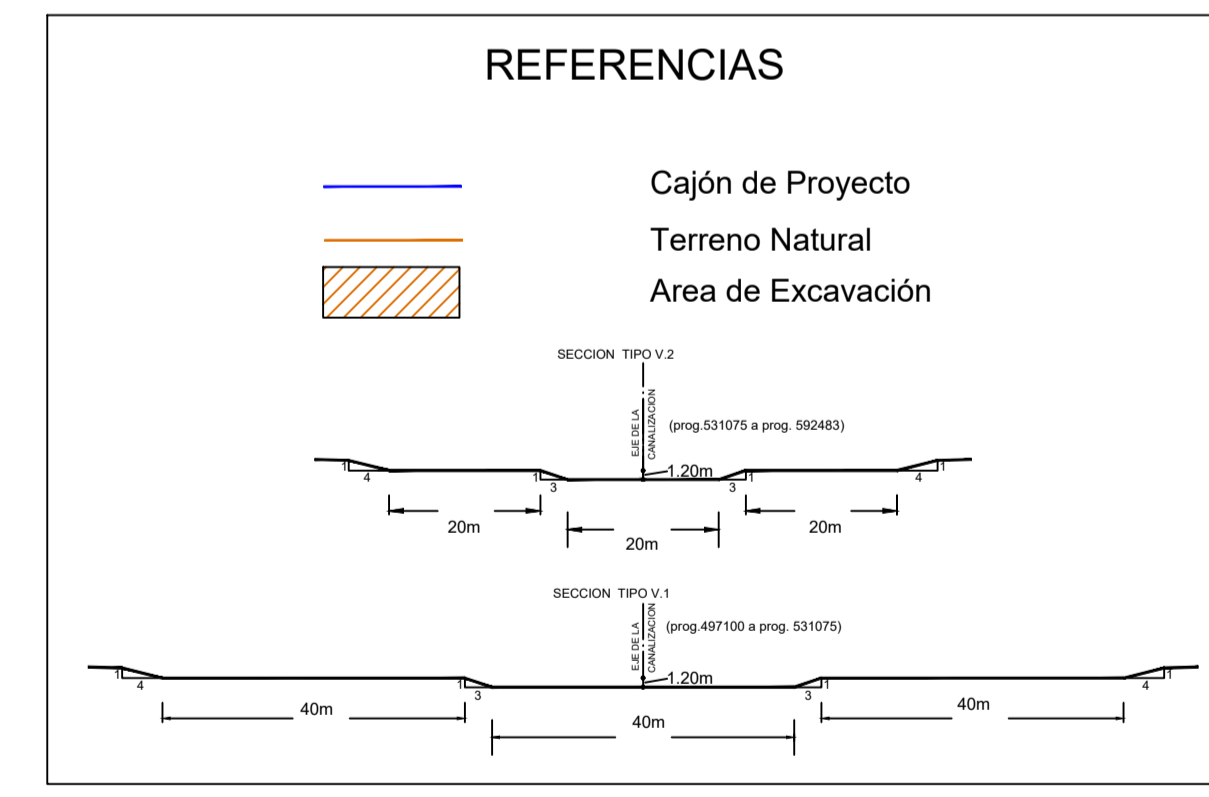 REFERENCIAS
Cajón de Proyecto
Terreno Natural
Area de Excavación
SECCION TIPO V.2
EJE DE LA
CANALIZACION
(prog.531075 a prog. 592483)
1
4
1
3
1.20m
3
1
4
1
20m
20m
20m
SECCION TIPO V.1
EJE DE LA
CANALIZACION
(prog.497100 a prog. 531075)
1
4
1
3
1.20m
3
1
4
1
40m
40m
40m